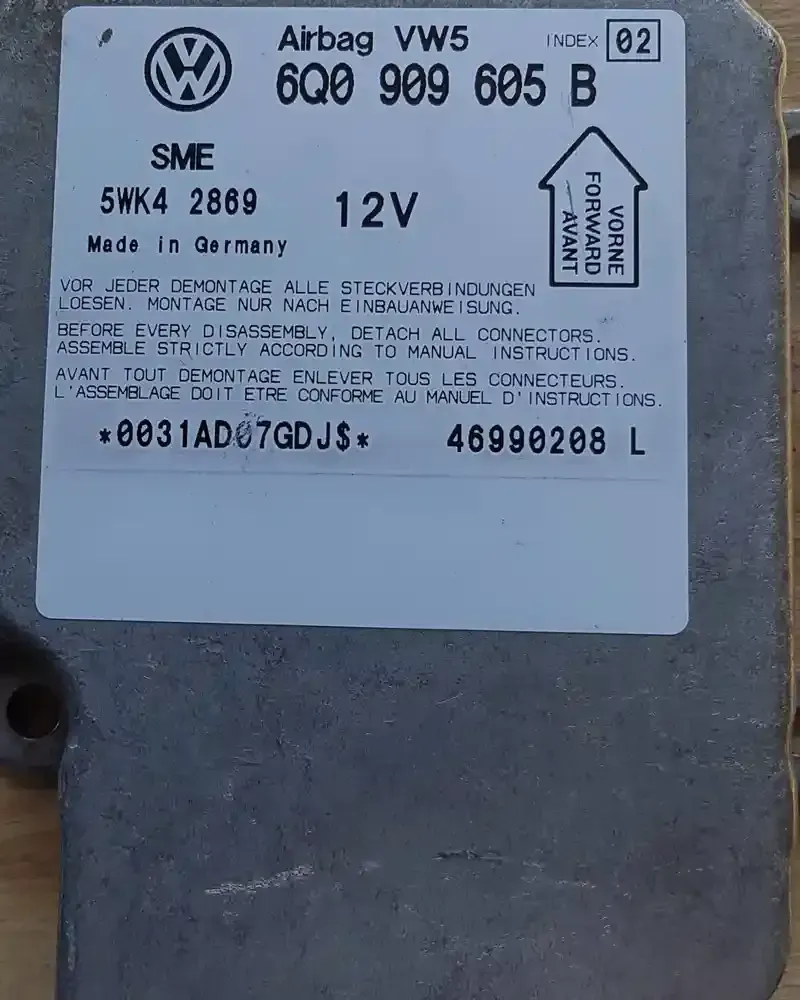 Airbag VW5 INDEX 02
6Q0 909 605 B
SME
5WK4 2869 12V
Made in Germany
VORNE
FORWARD
AVANT
VOR JEDER DEMONTAGE ALLE STECKVERBINDUNGEN
LOESEN. MONTAGE NUR NACH EINBAUANWEISUNG.
BEFORE EVERY DISASSEMBLY, DETACH ALL CONNECTORS.
ASSEMBLE STRICTLY ACCORDING TO MANUAL INSTRUCTIONS.
AVANT TOUT DEMONTAGE ENLEVER TOUS LES CONNECTEURS.
L'ASSEMBLAGE DOIT ETRE CONFORME AU MANUEL D'INSTRUCTIONS.
*0031AD07GDJ$* 46990208 L